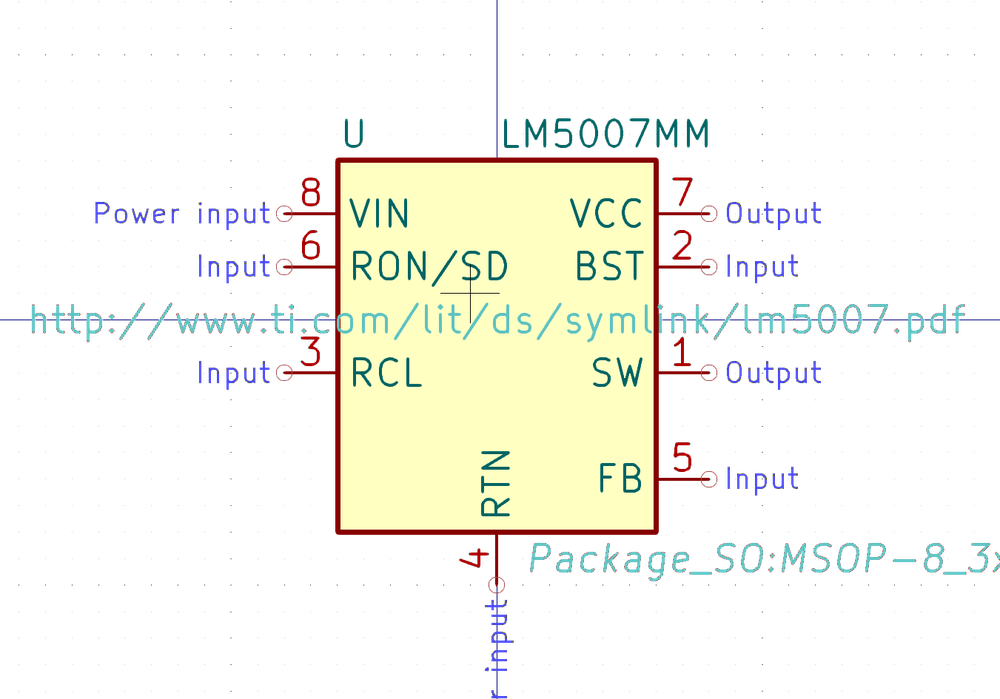 U LM5007MM
Power input 8 VIN VCC 7 Output
Input 6 RON/SD BST 2 Input
http://www.ti.com/lit/ds/symlink/lm5007.pdf
Input 3 RCL SW 1 Output
RTN FB 5 Input
4 Package_SO:MSOP-8_3x
r input